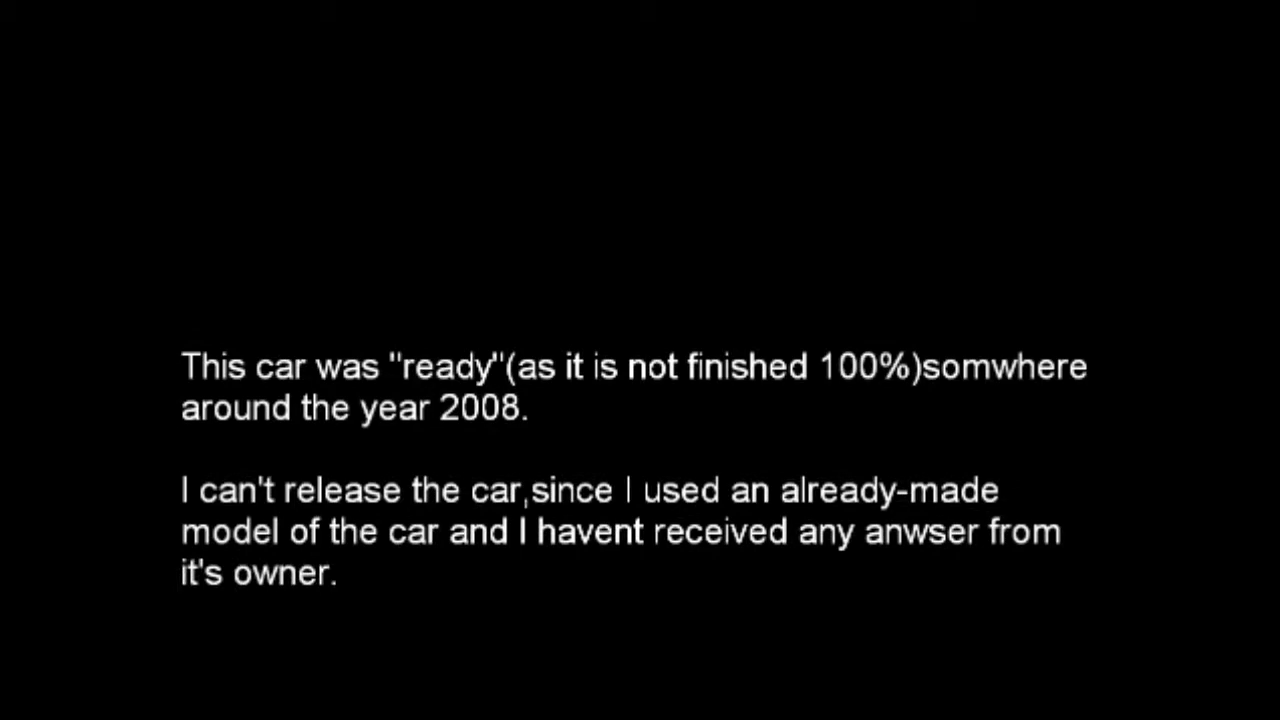 This car was "ready"(as it is not finished 100%)somwhere
around the year 2008.
I can't release the car,since I used an already-made
model of the car and I havent received any anwser from
it's owner.